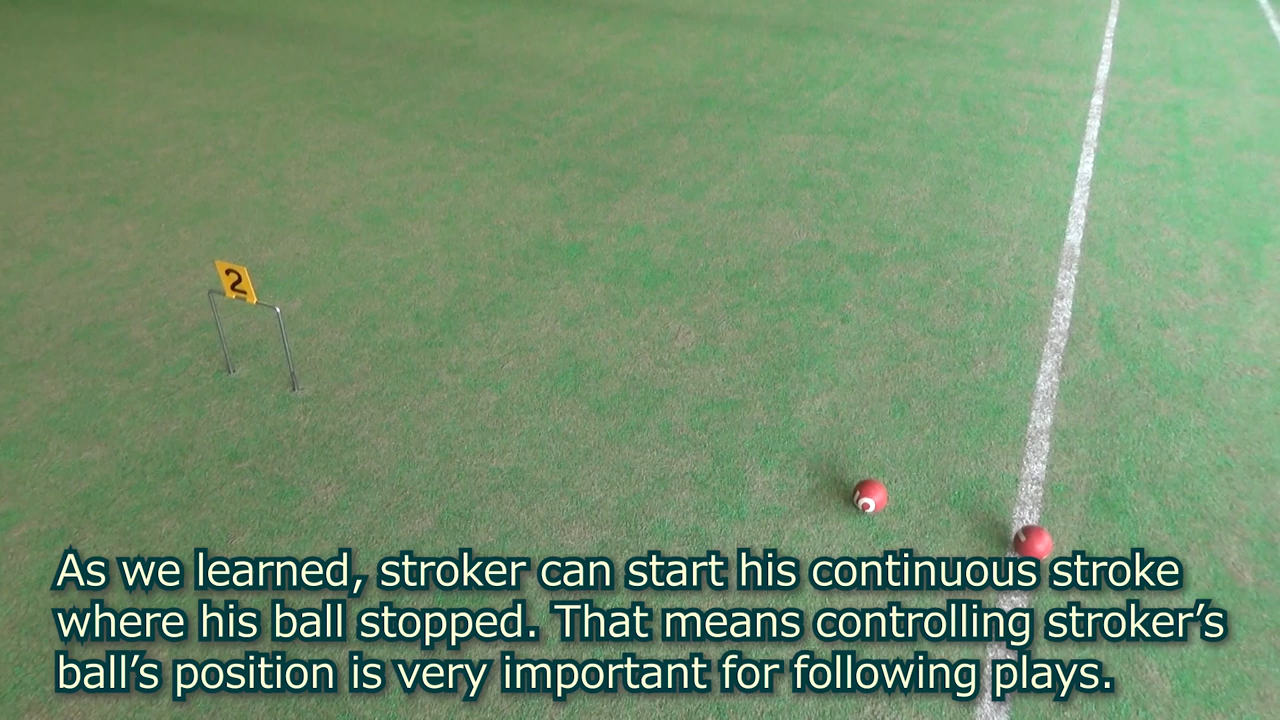 2
As we learned, stroker can start his continuous stroke
where his ball stopped. That means controlling stroker’s
ball’s position is very important for following plays.